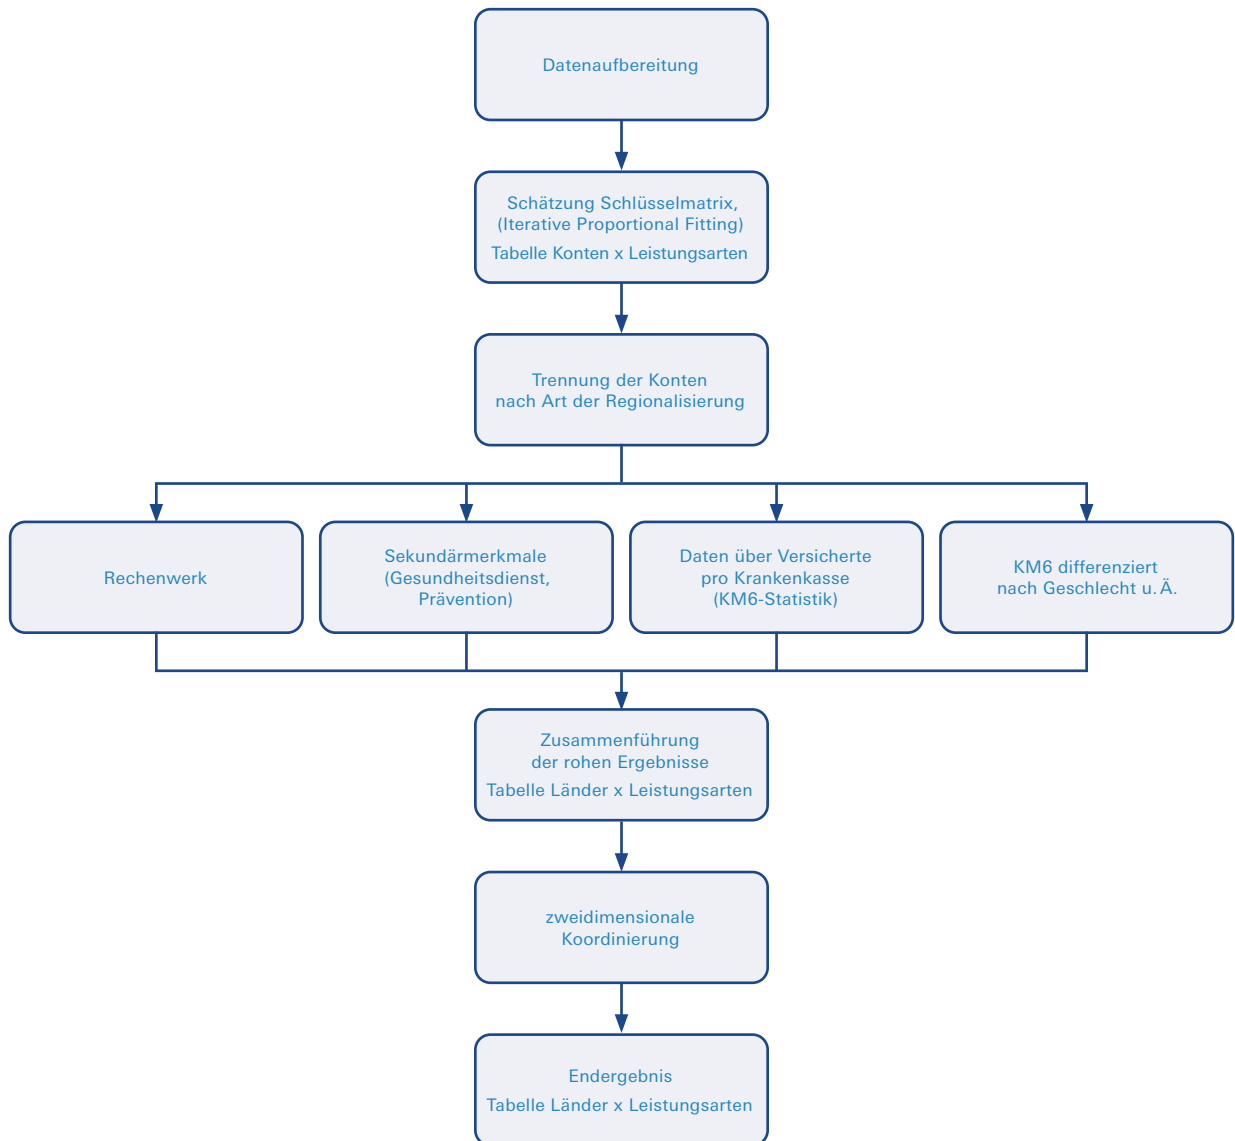 Datenaufbereitung
Schätzung Schlüsselmatrix,
(Iterative Proportional Fitting)
Tabelle Konten x Leistungsarten
Trennung der Konten
nach Art der Regionalisierung
Rechenwerk
Sekundärmerkmale
(Gesundheitsdienst,
Prävention)
Daten über Versicherte
pro Krankenkasse
(KM6-Statistik)
KM6 differenziert
nach Geschlecht u. Ä.
Zusammenführung
der rohen Ergebnisse
Tabelle Länder x Leistungsarten
zweidimensionale
Koordinierung
Endergebnis
Tabelle Länder x Leistungsarten